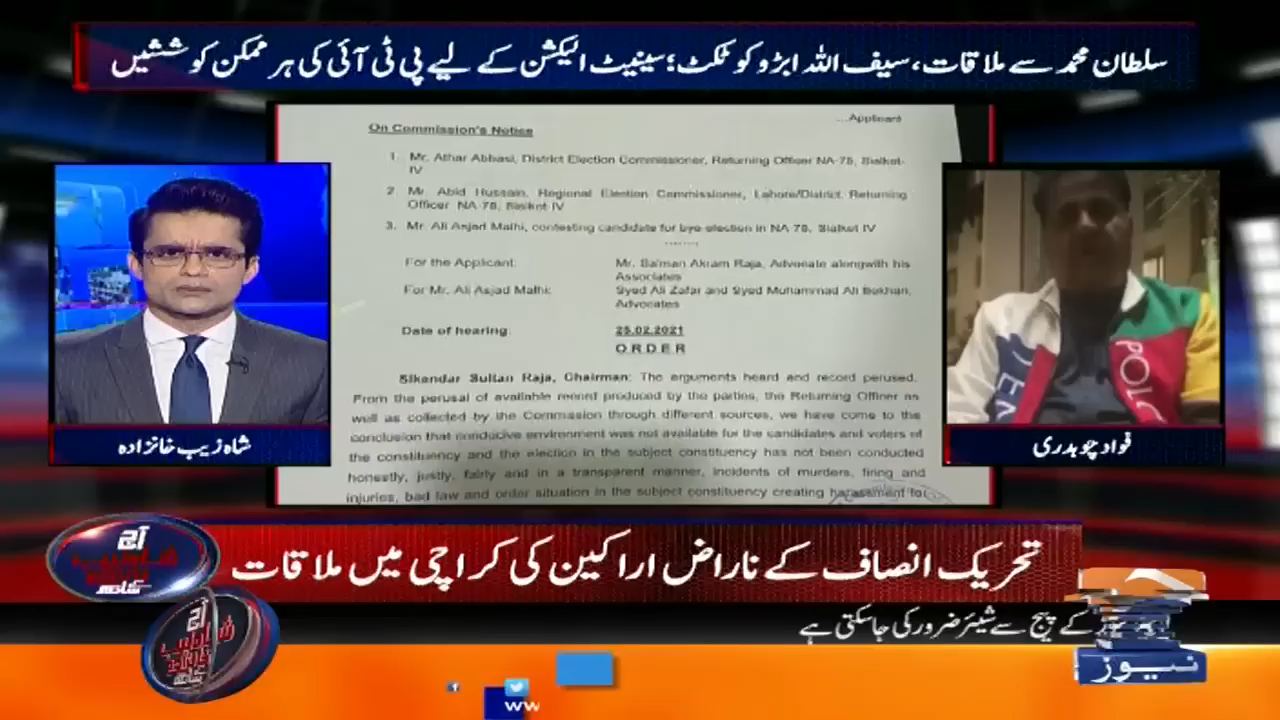 سلطان محمد سے ملاقات، سیف اللہ ابڑو کو ٹکٹ؛ سینیٹ الیکشن کے لیے پی ٹی آئی کی ہر ممکن کوششیں
...Applicant
On Commission's Notice
1. Mr. Athar Abbasi, District Election Commissioner, Returning Officer NA-75, Sialkot-
IV
2 Mr. Abid Hussain, Regional Election Commissioner, Lahore/District Returning
Officer NA-75, Sialkot-IV
3. Mr. Ali Asjad Malhi, contesting candidate for bye-election in NA 75, Sialkot IV
For the Applicant: Mr. Salman Akram Raja, Advocate alongwith his
Associates
For Mr. Ali Asjad Malhi: Syed Ali Zafar and Syed Muhammad Ali Bokhari,
Advocates
Date of hearing: 25.02.2021
ORDER
Sikandar Sultan Raja, Chairman: The arguments heard and record perused.
From the perusal of available record produced by the parties, the Returning Officer as
well as collected by the Commission through different sources, we have come to the
conclusion that conducive environment was not available for the candidates and voters of
the constituency and the election in the subject constituency has not been conducted
honestly, justly, fairly and in a transparent manner, incidents of murders, firing and
injuries, bad law and order situation in the subject constituency creating harassment for
شاہ زیب خانزادہ
POLO
فواد چوہدری
آج
تحریک انصاف کے ناراض اراکین کی کراچی میں ملاقات
کے پیج سے شیئر ضرور کی جاسکتی ہے
آج
نیوز
ww